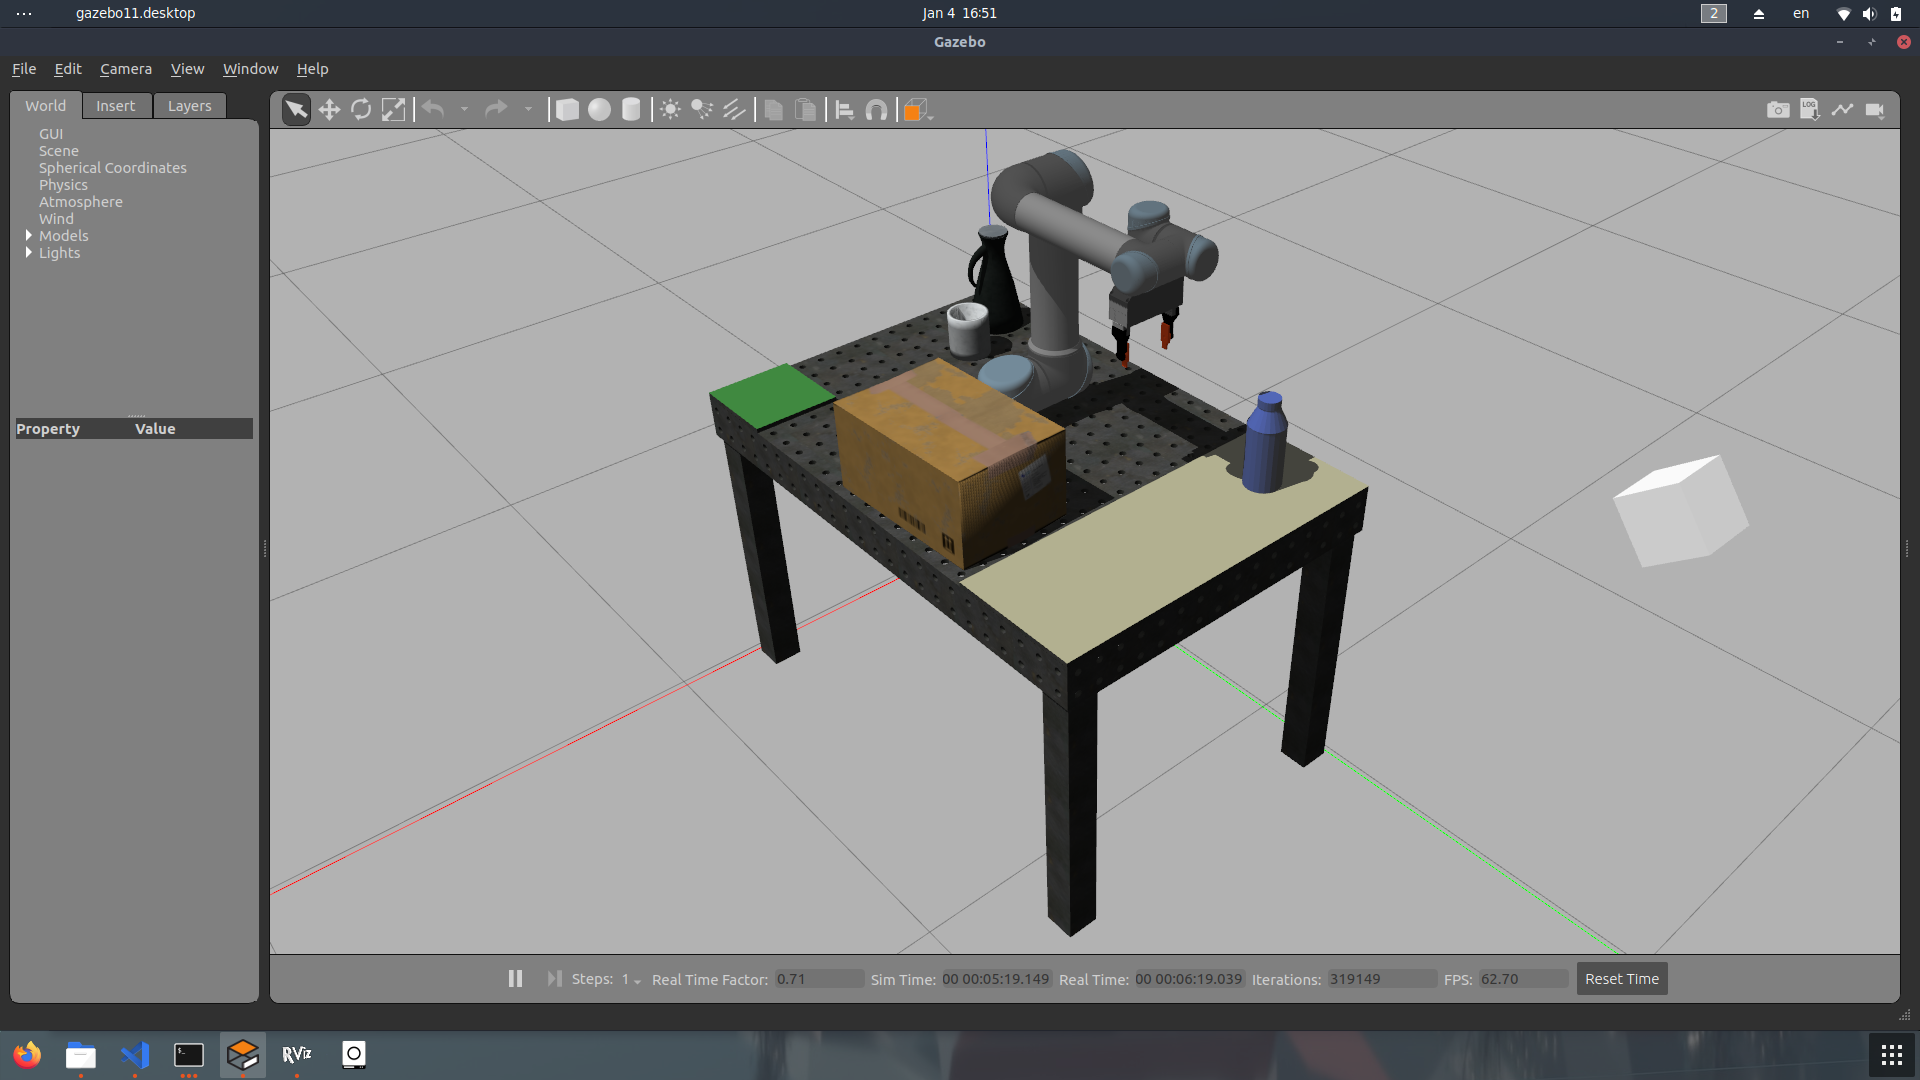 gazebo11.desktop
Jan 4 16:51
2
en
Gazebo
File Edit Camera View Window Help
World Insert Layers
LOG
GUI
Scene
Spherical Coordinates
Physics
Atmosphere
Wind
Models
Lights
Property Value
Steps: 1 Real Time Factor: 0.71 Sim Time: 00 00:05:19.149 Real Time: 00 00:06:19.039 Iterations: 319149 FPS: 62.70 Reset Time
RViz